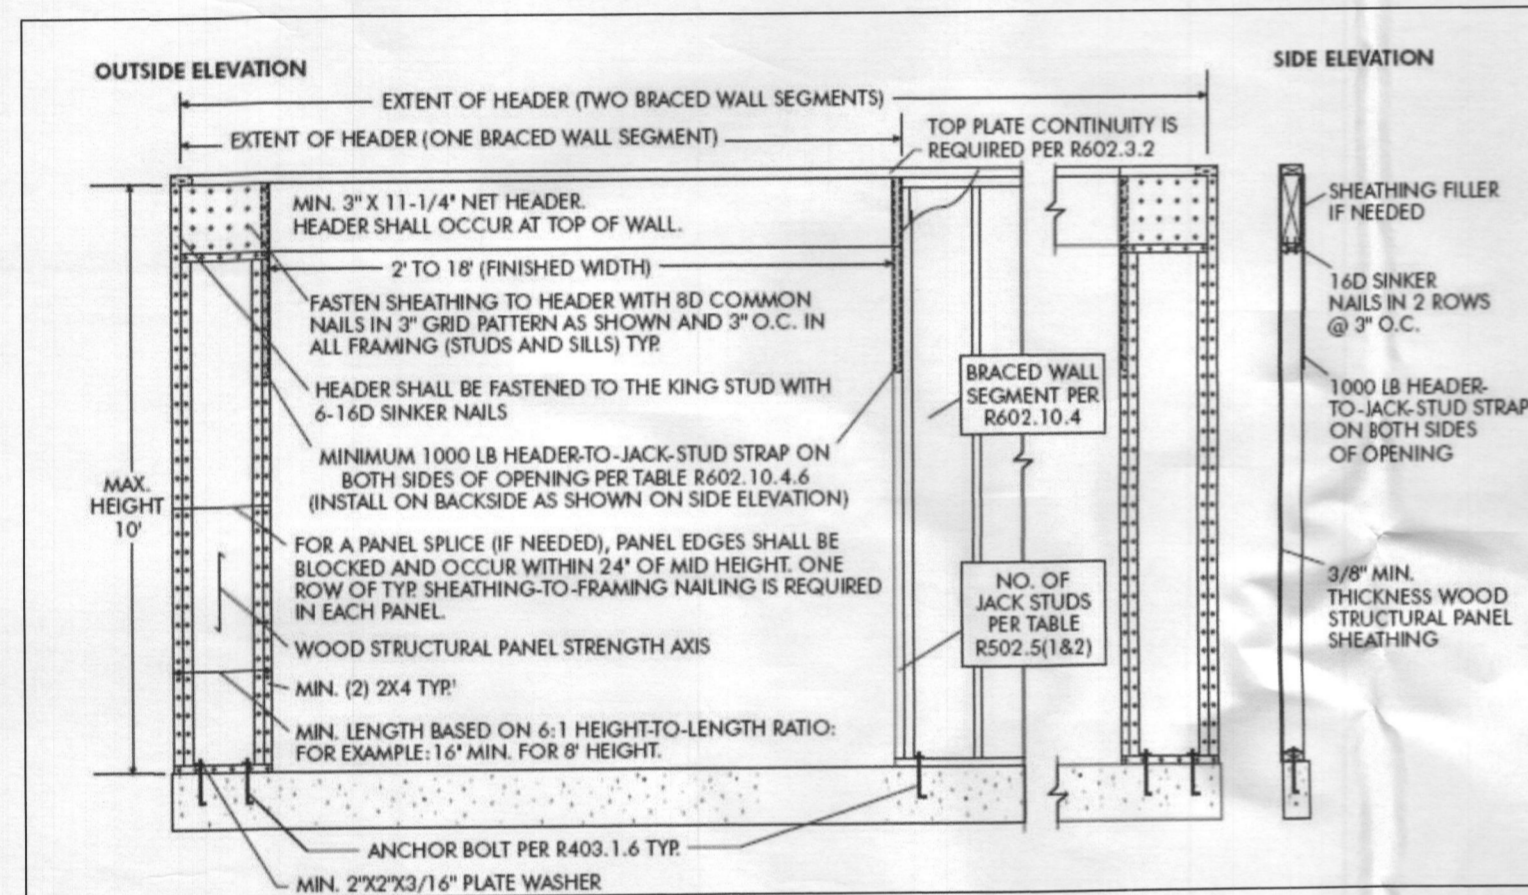 OUTSIDE ELEVATION
SIDE ELEVATION
EXTENT OF HEADER (TWO BRACED WALL SEGMENTS)
EXTENT OF HEADER (ONE BRACED WALL SEGMENT)
TOP PLATE CONTINUITY IS
REQUIRED PER R602.3.2
MIN. 3" X 11-1/4" NET HEADER.
HEADER SHALL OCCUR AT TOP OF WALL.
2' TO 18' (FINISHED WIDTH)
FASTEN SHEATHING TO HEADER WITH 8D COMMON
NAILS IN 3" GRID PATTERN AS SHOWN AND 3" O.C. IN
ALL FRAMING (STUDS AND SILLS) TYP.
HEADER SHALL BE FASTENED TO THE KING STUD WITH
6-16D SINKER NAILS
MINIMUM 1000 LB HEADER-TO-JACK-STUD STRAP ON
BOTH SIDES OF OPENING PER TABLE R602.10.4.6
(INSTALL ON BACKSIDE AS SHOWN ON SIDE ELEVATION)
MAX.
HEIGHT
10'
FOR A PANEL SPLICE (IF NEEDED), PANEL EDGES SHALL BE
BLOCKED AND OCCUR WITHIN 24" OF MID HEIGHT. ONE
ROW OF TYP. SHEATHING-TO-FRAMING NAILING IS REQUIRED
IN EACH PANEL.
WOOD STRUCTURAL PANEL STRENGTH AXIS
MIN. (2) 2X4 TYP.¹
MIN. LENGTH BASED ON 6:1 HEIGHT-TO-LENGTH RATIO:
FOR EXAMPLE: 16" MIN. FOR 8' HEIGHT.
ANCHOR BOLT PER R403.1.6 TYP.
MIN. 2"X2"X3/16" PLATE WASHER
BRACED WALL
SEGMENT PER
R602.10.4
NO. OF
JACK STUDS
PER TABLE
R502.5(1&2)
SHEATHING FILLER
IF NEEDED
16D SINKER
NAILS IN 2 ROWS
@ 3" O.C.
1000 LB HEADER-
TO-JACK-STUD STRAP
ON BOTH SIDES
OF OPENING
3/8" MIN.
THICKNESS WOOD
STRUCTURAL PANEL
SHEATHING